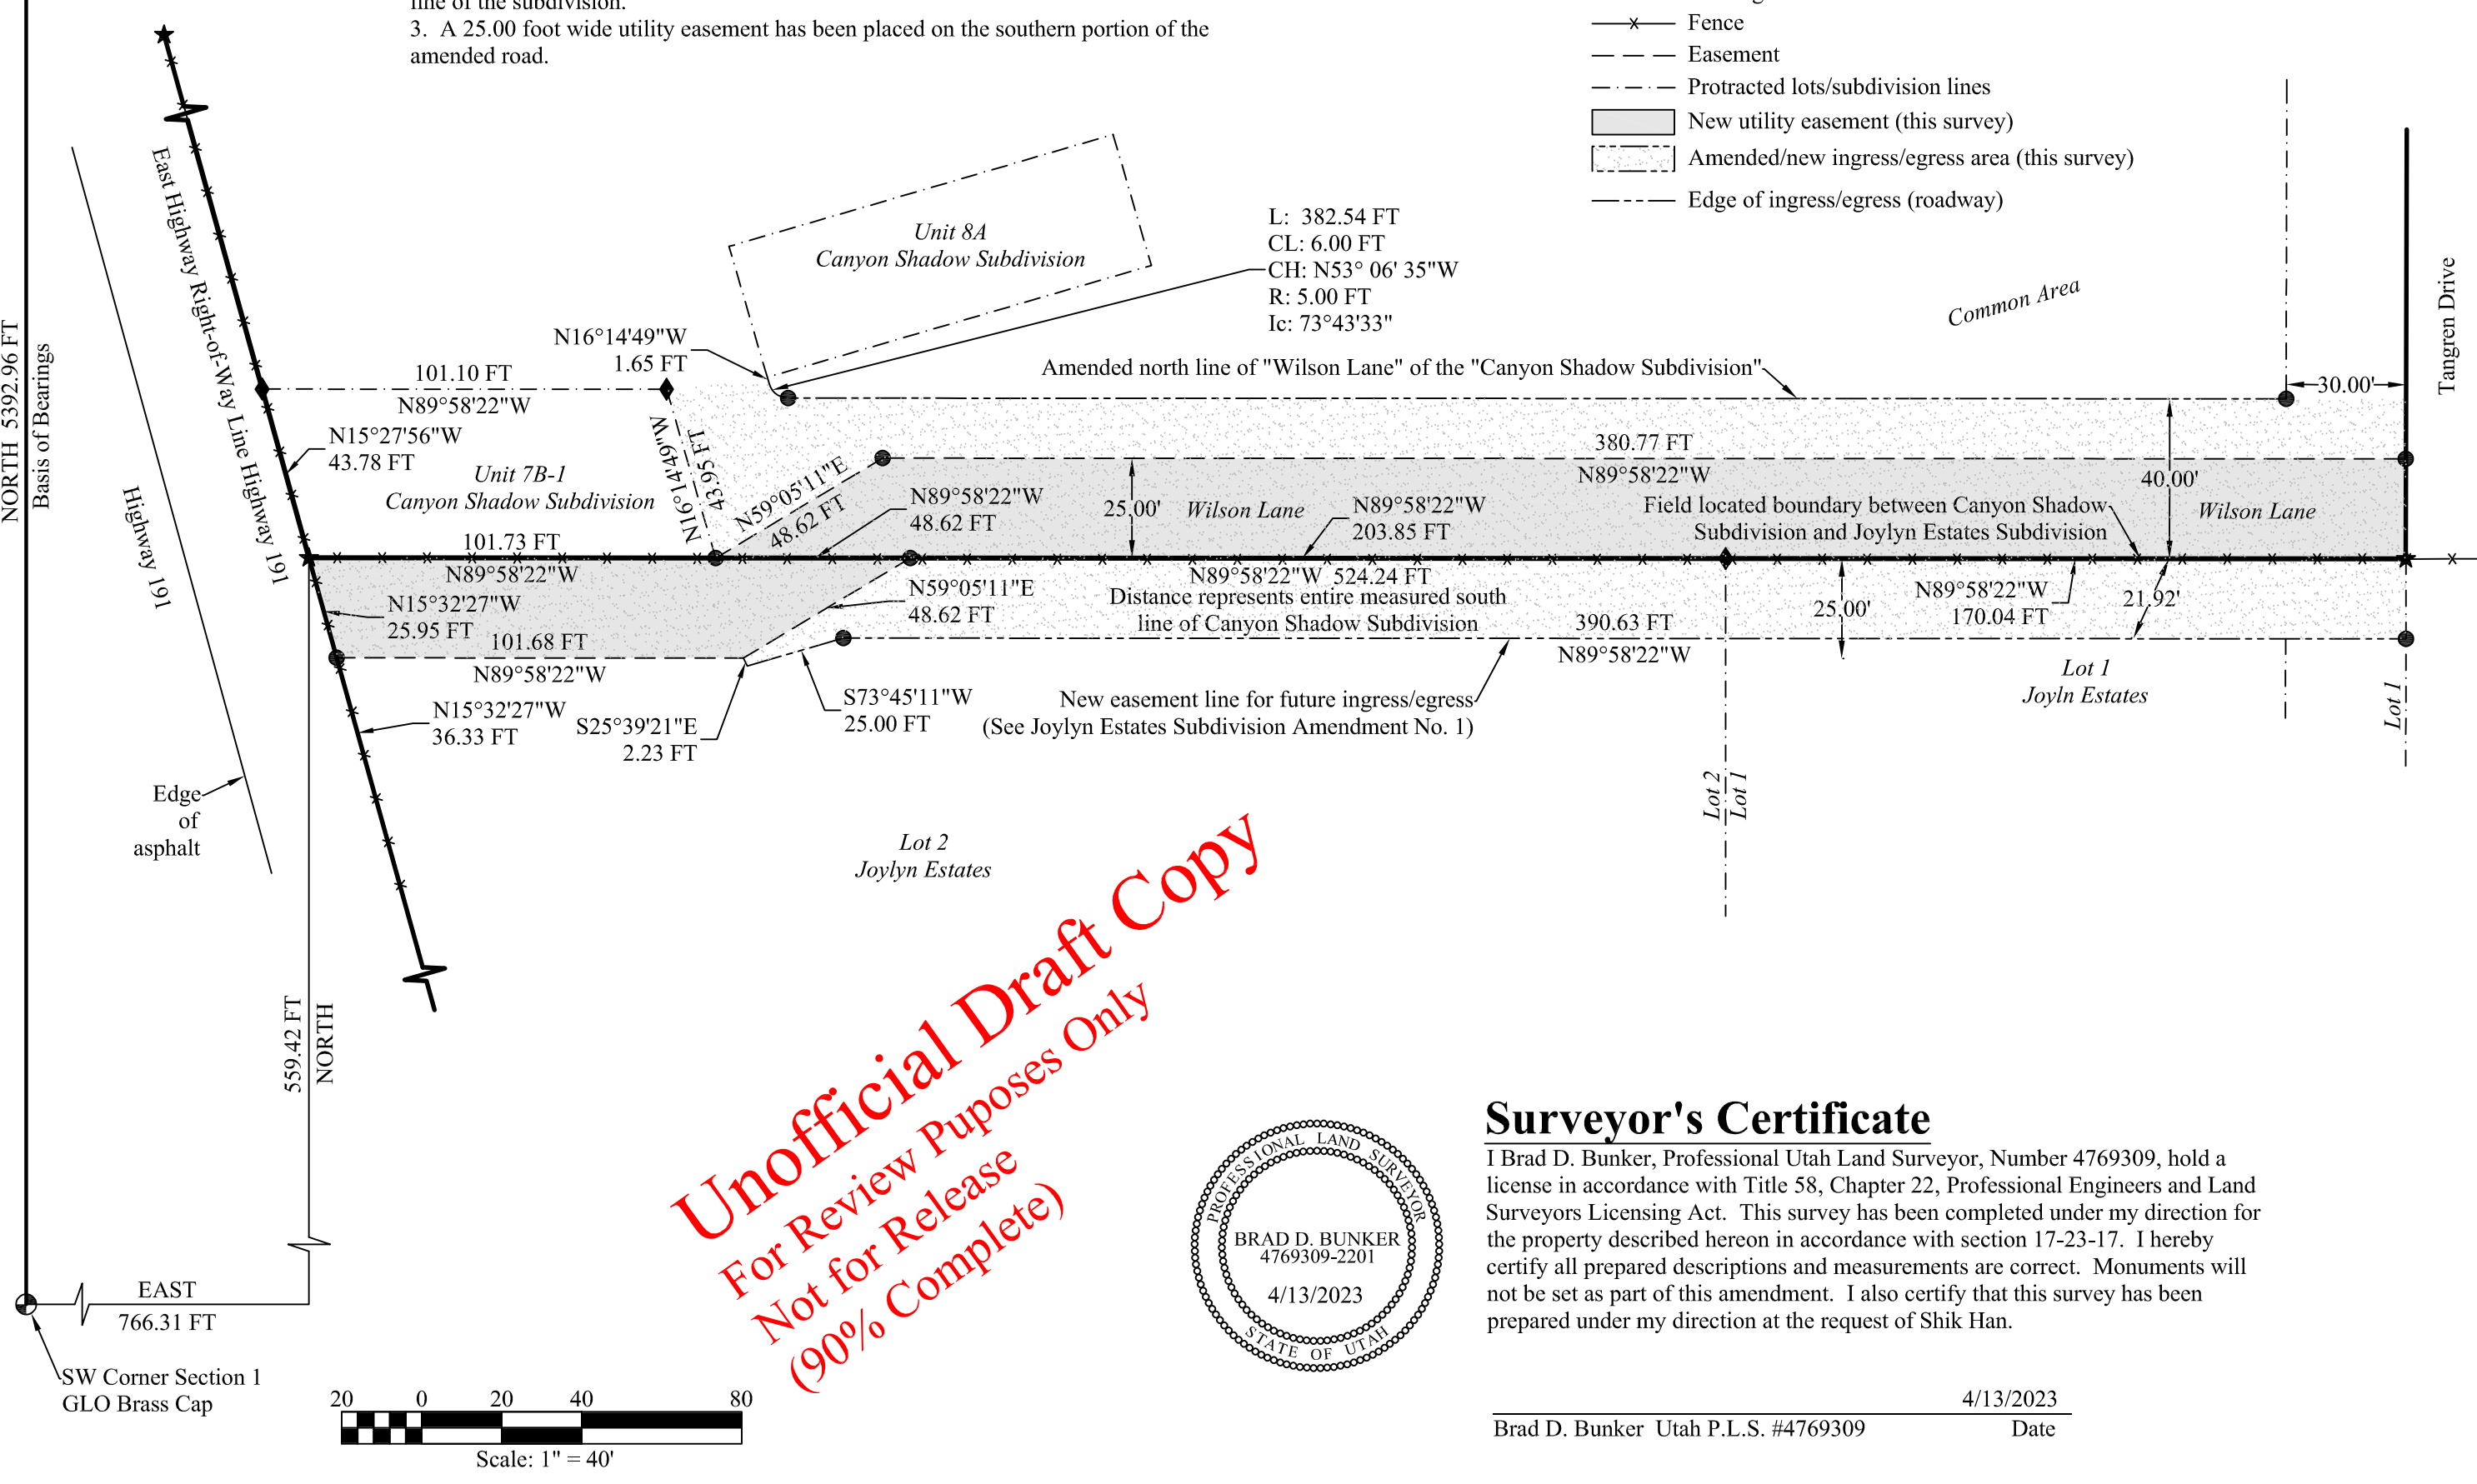 line of the subdivision.
3. A 25.00 foot wide utility easement has been placed on the southern portion of the
amended road.
Fence
Easement
Protracted lots/subdivision lines
New utility easement (this survey)
Amended/new ingress/egress area (this survey)
Edge of ingress/egress (roadway)
NORTH 5392.96 FT
Basis of Bearings
East Highway Right-of-Way Line Highway 191
Highway 191
Edge
of
asphalt
Unit 8A
Canyon Shadow Subdivision
L: 382.54 FT
CL: 6.00 FT
CH: N53° 06' 35"W
R: 5.00 FT
Ic: 73°43'33"
Common Area
Tangren Drive
N16°14'49"W
1.65 FT
101.10 FT
N89°58'22"W
Amended north line of "Wilson Lane" of the "Canyon Shadow Subdivision"
30.00'
N15°27'56"W
43.78 FT
Unit 7B-1
Canyon Shadow Subdivision
N16°14'49"W
43.95 FT
N59°05'11"E
48.62 FT
N89°58'22"W
48.62 FT
25.00'
Wilson Lane
N89°58'22"W
203.85 FT
380.77 FT
N89°58'22"W
40.00'
Field located boundary between Canyon Shadow
Subdivision and Joylyn Estates Subdivision
Wilson Lane
101.73 FT
N89°58'22"W
N15°32'27"W
25.95 FT
101.68 FT
N89°58'22"W
N59°05'11"E
48.62 FT
N89°58'22"W 524.24 FT
Distance represents entire measured south
line of Canyon Shadow Subdivision
390.63 FT
N89°58'22"W
25.00'
N89°58'22"W
170.04 FT
21.92'
N15°32'27"W
36.33 FT
S25°39'21"E
2.23 FT
S73°45'11"W
25.00 FT
New easement line for future ingress/egress
(See Joylyn Estates Subdivision Amendment No. 1)
Lot 1
Joyln Estates
Lot 1
Lot 2
Lot 1
Lot 2
Joylyn Estates
559.42 FT
NORTH
EAST
766.31 FT
SW Corner Section 1
GLO Brass Cap
Unofficial Draft Copy
For Review Puposes Only
Not for Release
(90% Complete)
20 0 20 40 80
Scale: 1" = 40'
PROFESSIONAL LAND SURVEYOR
BRAD D. BUNKER
4769309-2201
4/13/2023
STATE OF UTAH
Surveyor's Certificate
I Brad D. Bunker, Professional Utah Land Surveyor, Number 4769309, hold a
license in accordance with Title 58, Chapter 22, Professional Engineers and Land
Surveyors Licensing Act. This survey has been completed under my direction for
the property described hereon in accordance with section 17-23-17. I hereby
certify all prepared descriptions and measurements are correct. Monuments will
not be set as part of this amendment. I also certify that this survey has been
prepared under my direction at the request of Shik Han.
4/13/2023
Brad D. Bunker Utah P.L.S. #4769309 Date